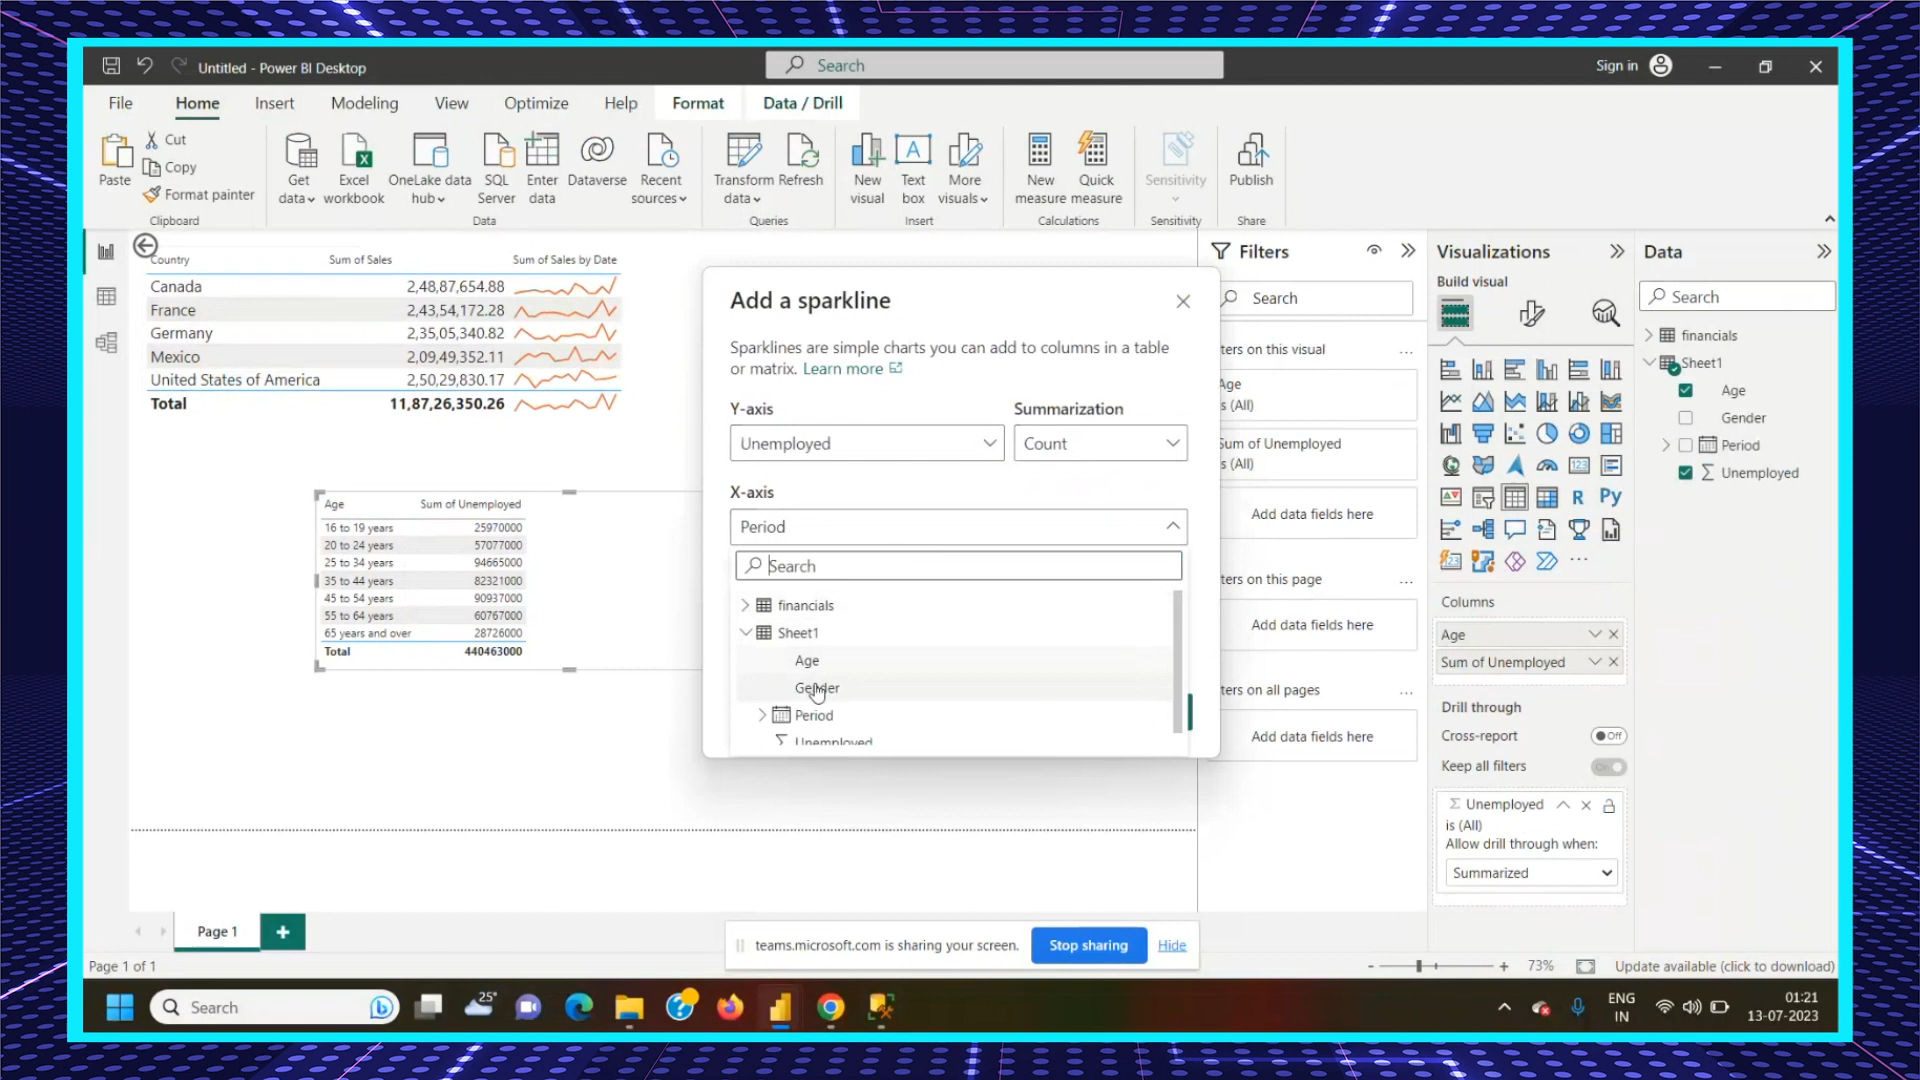 Untitled - Power BI Desktop
Search
Sign in
File
Home
Insert
Modeling
View
Optimize
Help
Format
Data / Drill
Paste
Cut
Copy
Format painter
Clipboard
Get data
Excel workbook
OneLake data hub
SQL Server
Enter data
Dataverse
Recent sources
Data
Transform data
Refresh
Queries
New visual
Text box
More visuals
Insert
New measure
Quick measure
Calculations
Sensitivity
Sensitivity
Publish
Share
Country Sum of Sales Sum of Sales by Date
Canada 2,48,87,654.88
France 2,43,54,172.28
Germany 2,35,05,340.82
Mexico 2,09,49,352.11
United States of America 2,50,29,830.17
Total 11,87,26,350.26
Age Sum of Unemployed
16 to 19 years 25970000
20 to 24 years 57077000
25 to 34 years 94665000
35 to 44 years 82321000
45 to 54 years 90937000
55 to 64 years 60767000
65 years and over 28726000
Total 440463000
Add a sparkline
Sparklines are simple charts you can add to columns in a table
or matrix. Learn more
Y-axis
Summarization
Unemployed
Count
X-axis
Period
Search
financials
Sheet1
Age
Gender
Period
Unemployed
Filters
Search
ters on this visual
...
Age
s (All)
Sum of Unemployed
s (All)
Add data fields here
ters on this page
...
Add data fields here
ters on all pages
...
Add data fields here
Visualizations
Build visual
123
R
Py
...
Columns
Age
Sum of Unemployed
Drill through
Cross-report
Off
Keep all filters
On
Unemployed
is (All)
Allow drill through when:
Summarized
Data
Search
financials
Sheet1
Age
Gender
Period
Unemployed
Page 1
teams.microsoft.com is sharing your screen.
Stop sharing
Hide
Page 1 of 1
73%
Update available (click to download)
Search
25°
ENG
IN
01:21
13-07-2023